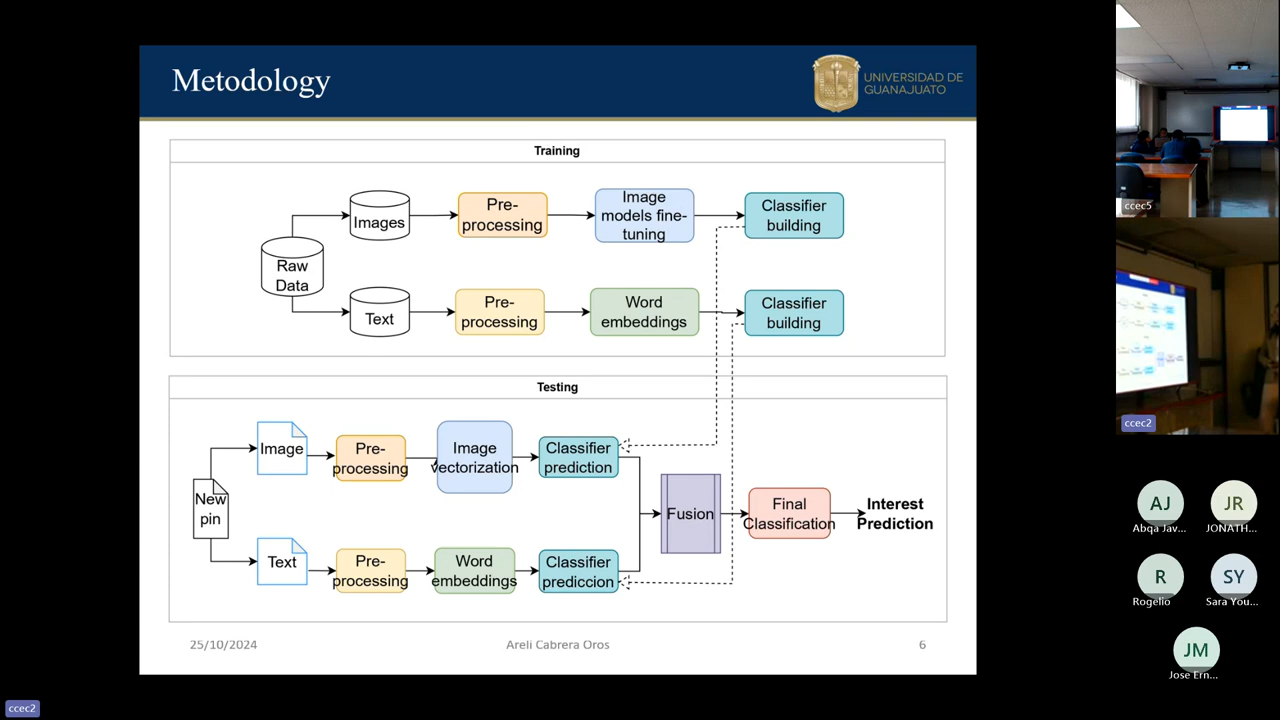 Metodology
UNIVERSIDAD DE
GUANAJUATO
Training
Raw
Data
Images
Pre-
processing
Image
models fine-
tuning
Classifier
building
Text
Pre-
processing
Word
embeddings
Classifier
building
Testing
New
pin
Image
Pre-
processing
Image
vectorization
Classifier
prediction
Text
Pre-
processing
Word
embeddings
Classifier
prediccion
Fusion
Final
Classification
Interest
Prediction
25/10/2024
Areli Cabrera Oros
6
ccec5
ccec2
AJ
Abqa Jav...
JR
JONATH...
R
Rogelio
SY
Sara You...
JM
Jose Ern...
ccec2